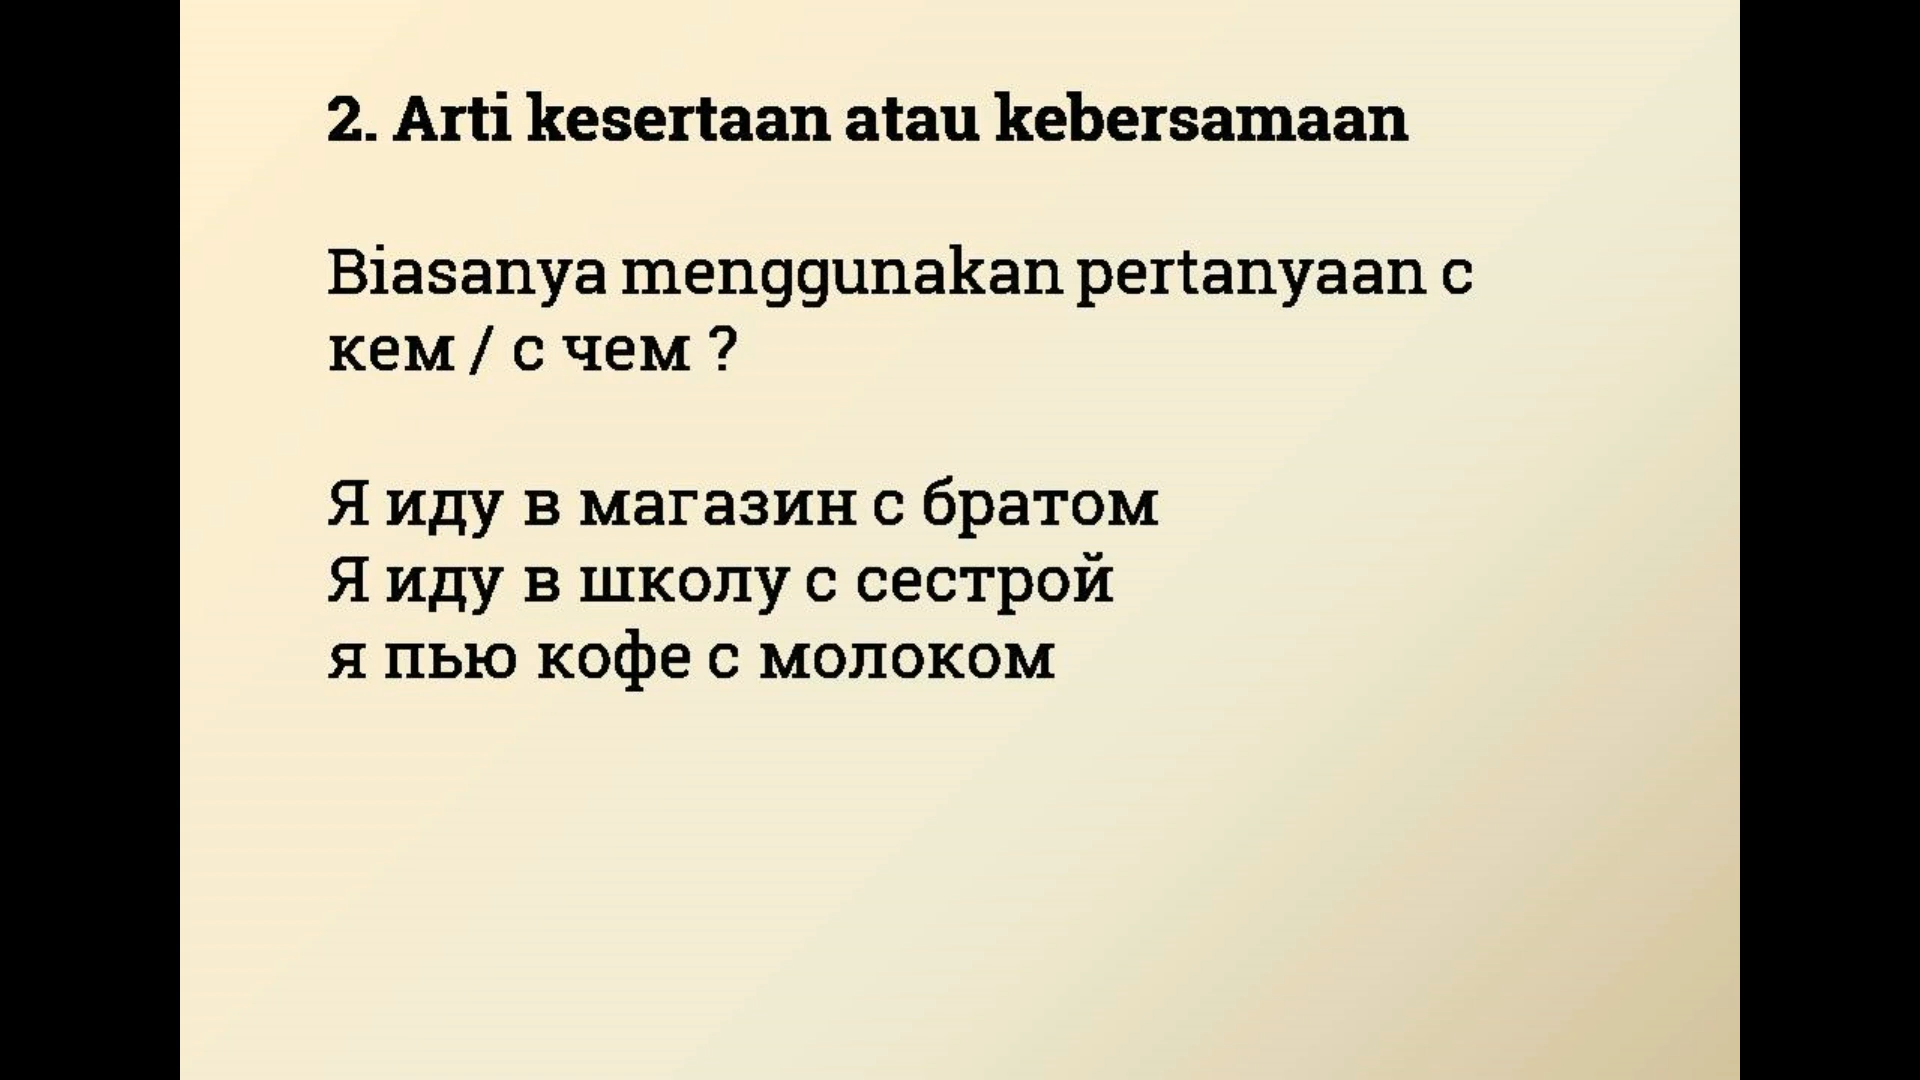 2. Arti kesertaan atau kebersamaan
Biasanya menggunakan pertanyaan с
кем / с чем ?
Я иду в магазин с братом
Я иду в школу с сестрой
я пью кофе с молоком